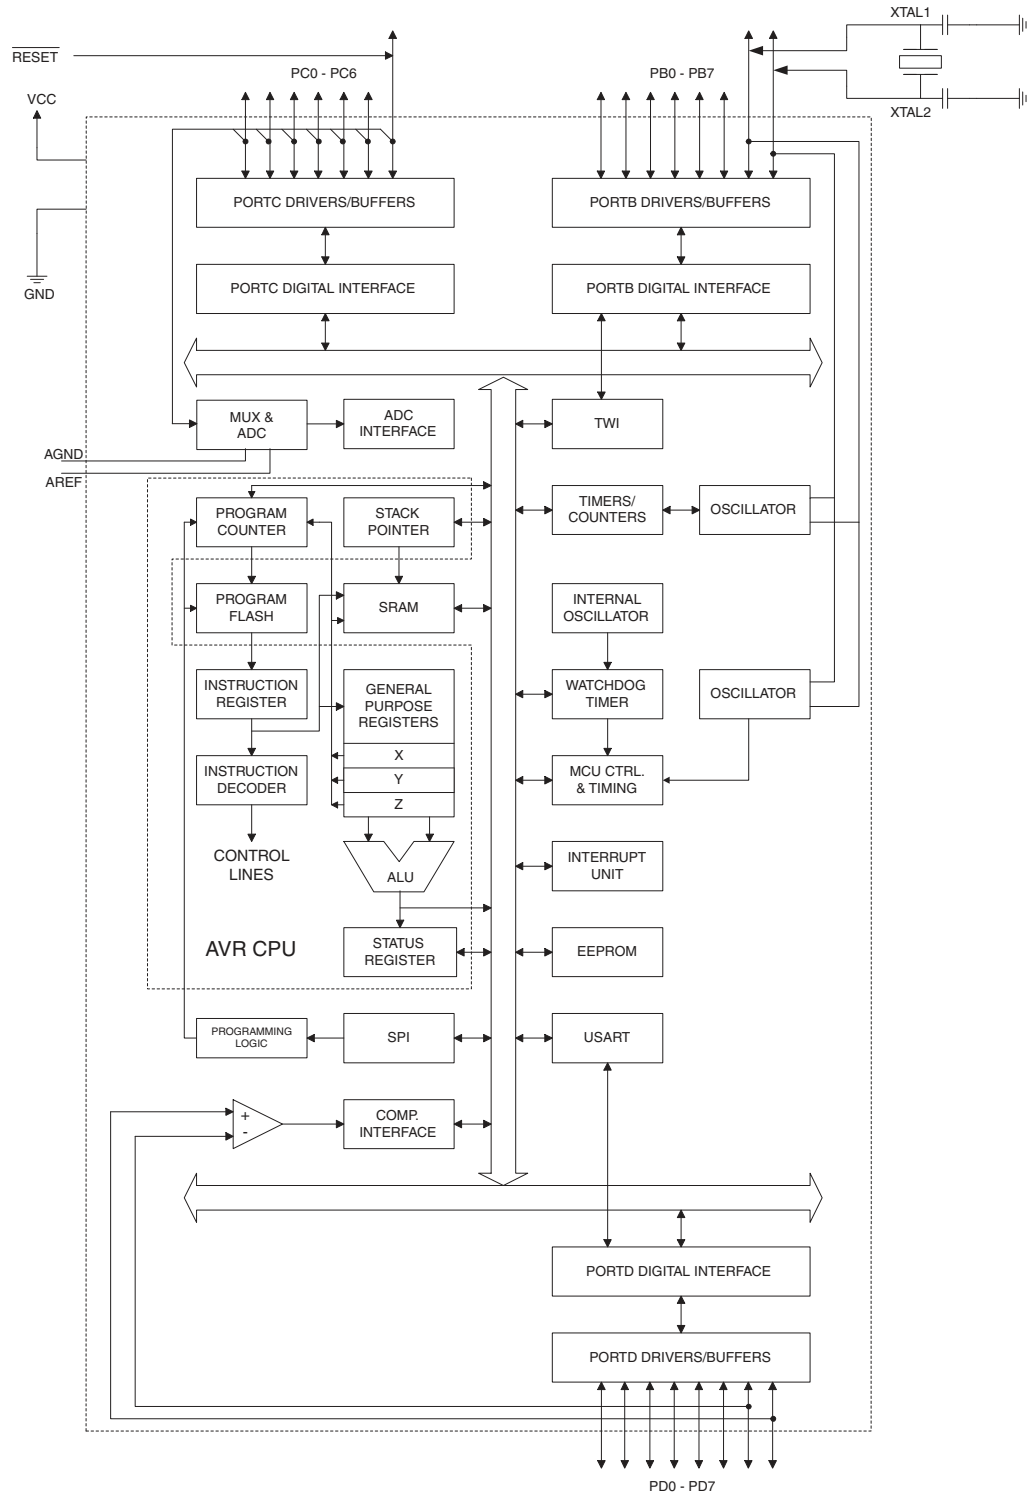 XTAL1
RESET
PC0 - PC6
PB0 - PB7
VCC
XTAL2
PORTC DRIVERS/BUFFERS
PORTB DRIVERS/BUFFERS
GND
PORTC DIGITAL INTERFACE
PORTB DIGITAL INTERFACE
MUX &
ADC
ADC
INTERFACE
TWI
AGND
AREF
PROGRAM
COUNTER
STACK
POINTER
TIMERS/
COUNTERS
OSCILLATOR
PROGRAM
FLASH
SRAM
INTERNAL
OSCILLATOR
INSTRUCTION
REGISTER
GENERAL
PURPOSE
REGISTERS
WATCHDOG
TIMER
OSCILLATOR
X
Y
Z
INSTRUCTION
DECODER
MCU CTRL.
& TIMING
CONTROL
LINES
ALU
INTERRUPT
UNIT
AVR CPU
STATUS
REGISTER
EEPROM
PROGRAMMING
LOGIC
SPI
USART
+
-
COMP.
INTERFACE
PORTD DIGITAL INTERFACE
PORTD DRIVERS/BUFFERS
PD0 - PD7